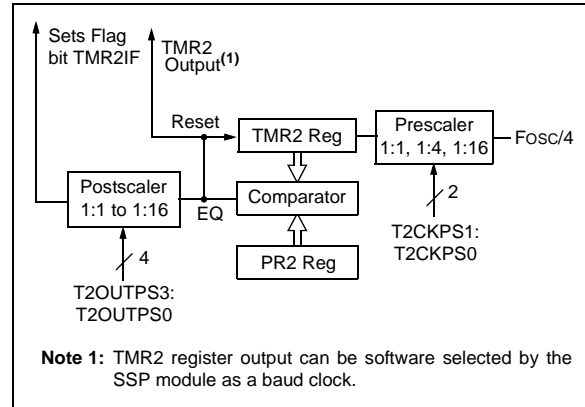 Sets Flag
bit TMR2IF
TMR2
Output(1)
Reset
TMR2 Reg
Prescaler
1:1, 1:4, 1:16
FOSC/4
Postscaler
1:1 to 1:16
EQ
Comparator
2
T2CKPS1:
T2CKPS0
4
PR2 Reg
T2OUTPS3:
T2OUTPS0
Note 1: TMR2 register output can be software selected by the
SSP module as a baud clock.